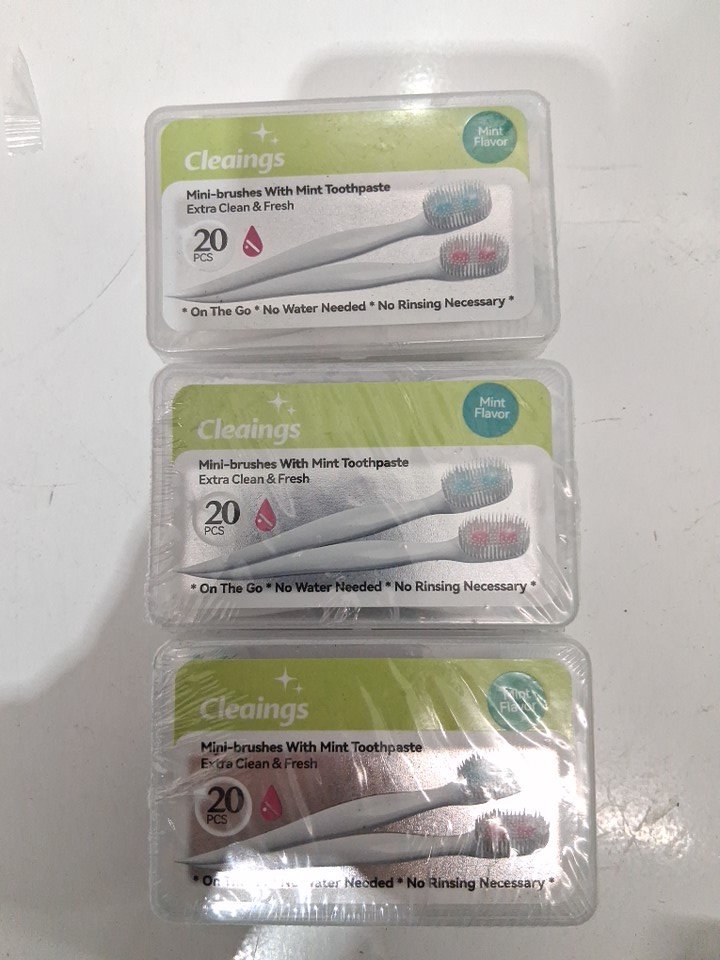 Cleaings
Mint
Flavor
Mini-brushes With Mint Toothpaste
Extra Clean & Fresh
20
PCS
* On The Go * No Water Needed * No Rinsing Necessary *
Cleaings
Mint
Flavor
Mini-brushes With Mint Toothpaste
Extra Clean & Fresh
20
PCS
* On The Go * No Water Needed * No Rinsing Necessary *
Cleaings
Mint
Flavor
Mini-brushes With Mint Toothpaste
Extra Clean & Fresh
20
PCS
* On No Water Needed * No Rinsing Necessary *